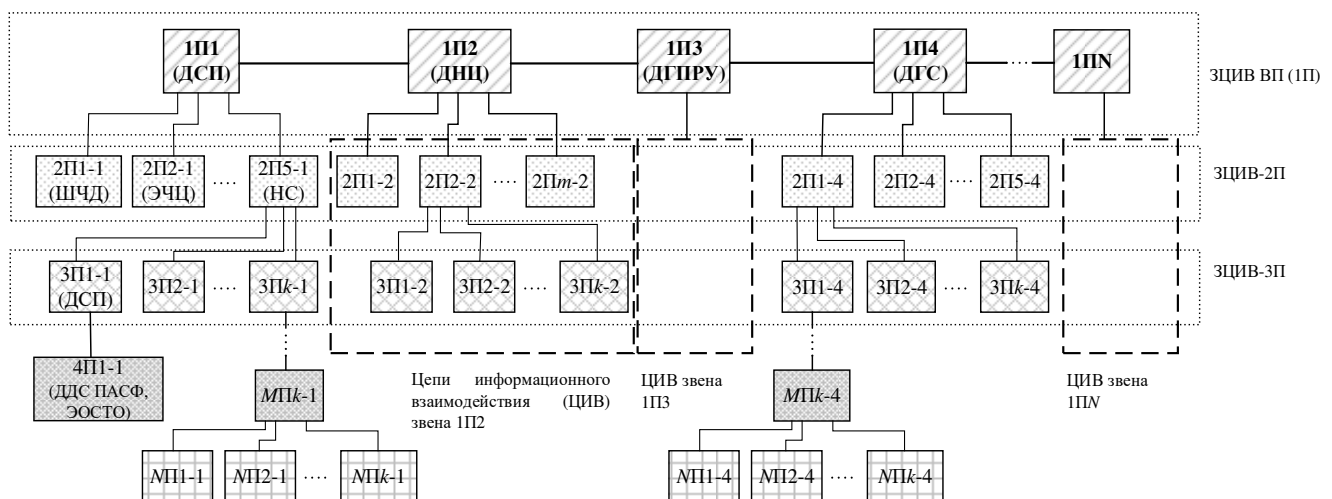 1П1
(ДСП)
1П2
(ДНЦ)
1П3
(ДГПРУ)
1П4
(ДГС)
....
1ПN
ЗЦИВ ВП (1П)
2П1-1
(ШЧД)
2П2-1
(ЭЧЦ)
....
2П5-1
(НС)
2П1-2
2П2-2
....
2Пm-2
2П1-4
2П2-4
....
2П5-4
ЗЦИВ-2П
3П1-1
(ДСП)
3П2-1
....
3Пk-1
3П1-2
3П2-2
....
3Пk-2
3П1-4
3П2-4
....
3Пk-4
ЗЦИВ-3П
4П1-1
(ДДС ПАСФ,
ЭОСТО)
МПk-1
Цепи информационного
взаимодействия (ЦИВ)
звена 1П2
ЦИВ звена
1П3
МПk-4
ЦИВ звена
1ПN
NП1-1
NП2-1
....
NПk-1
NП1-4
NП2-4
....
NПk-4